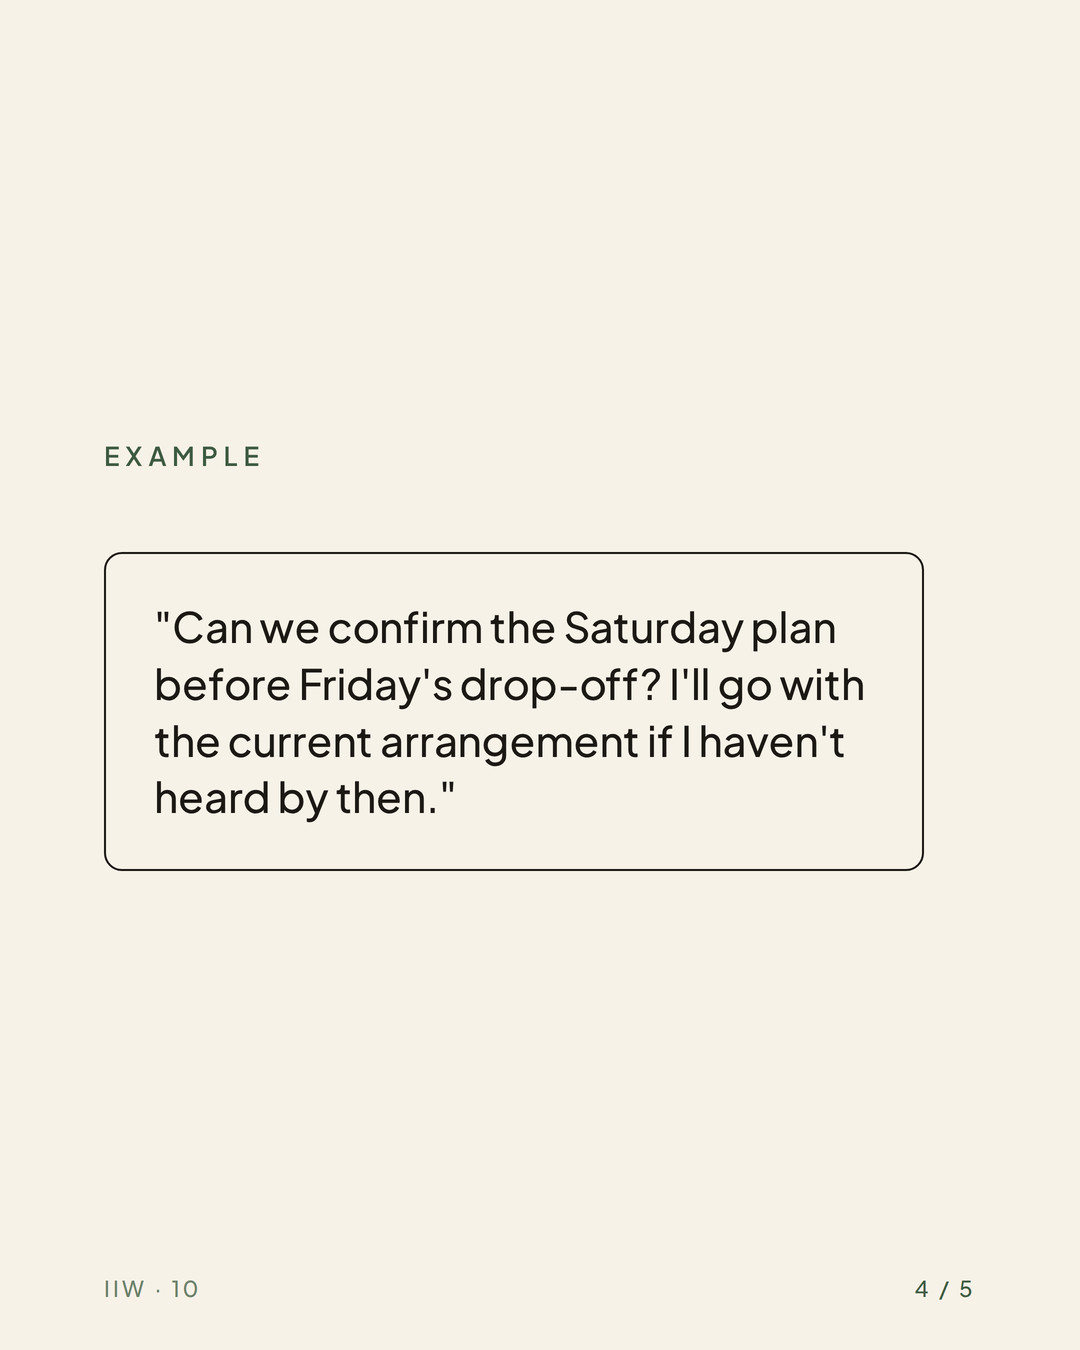 EXAMPLE
"Can we confirm the Saturday plan
before Friday's drop-off? I'll go with
the current arrangement if I haven't
heard by then."
IIW · 10
4 / 5